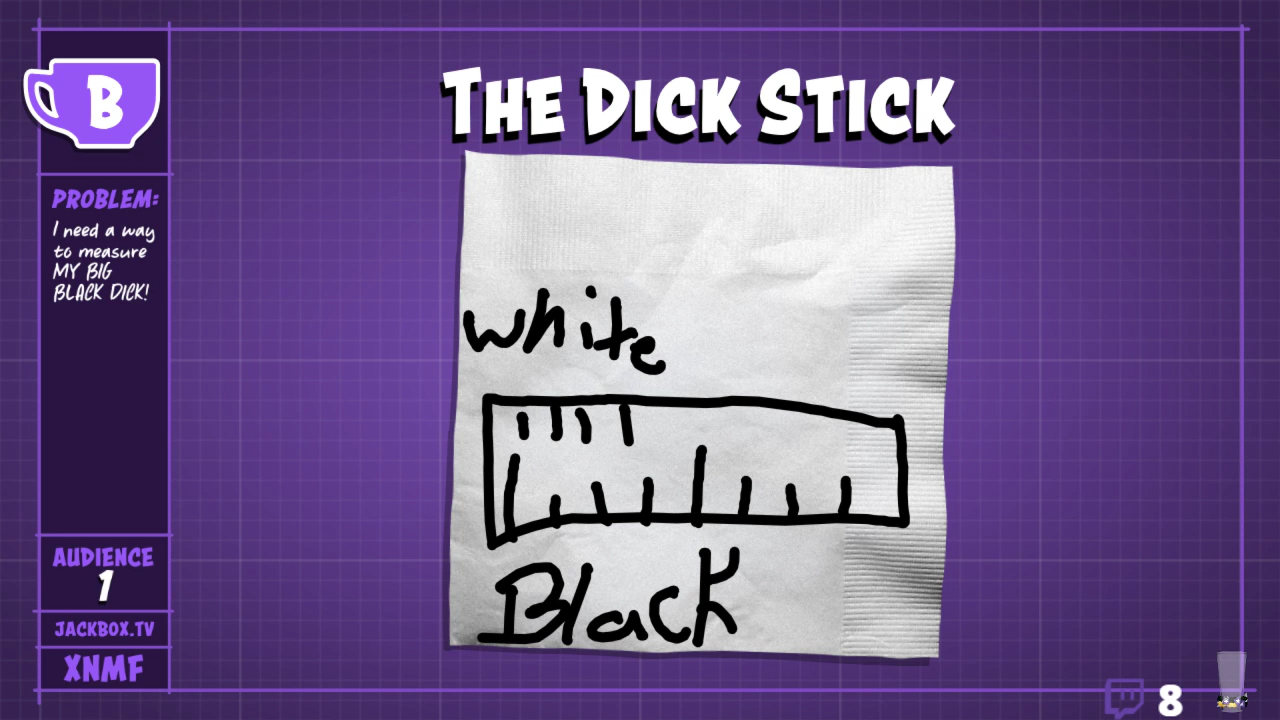 B
THE DICK STICK
PROBLEM:
I need a way
to measure
MY BIG
BLACK DICK!
white
Black
AUDIENCE
1
JACKBOX.TV
XNMF
8